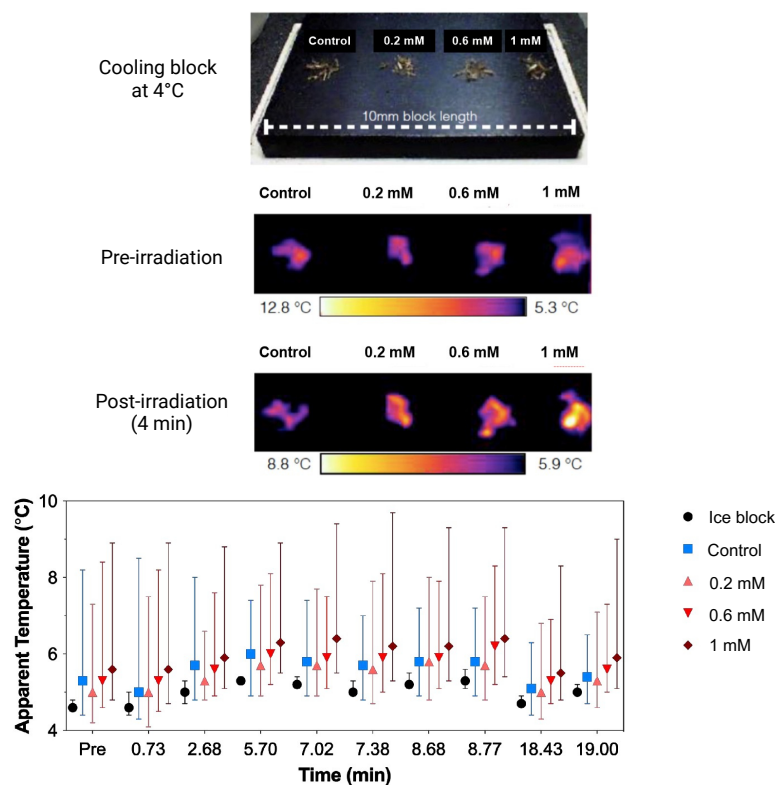 Cooling block
at 4°C
Control 0.2 mM 0.6 mM 1 mM
10mm block length
Control 0.2 mM 0.6 mM 1 mM
Pre-irradiation
12.8 °C 5.3 °C
Control 0.2 mM 0.6 mM 1 mM
Post-irradiation
(4 min)
8.8 °C 5.9 °C
Apparent Temperature (°C)
10
8
6
4
Pre 0.73 2.68 5.70 7.02 7.38 8.68 8.77 18.43 19.00
Time (min)
Ice block
Control
0.2 mM
0.6 mM
1 mM